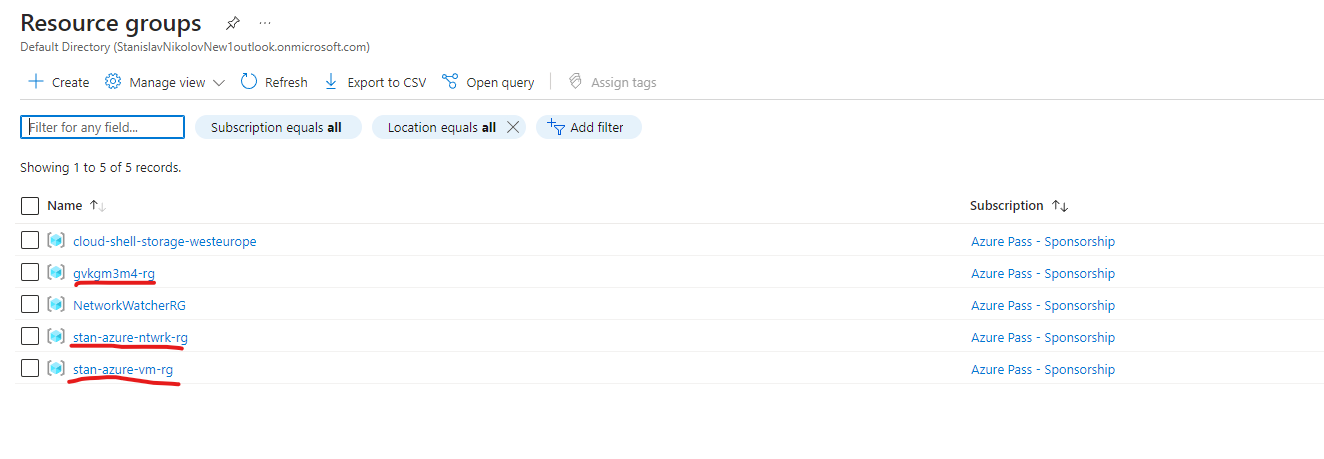 Resource groups ...
Default Directory (StanislavNikolovNew1outlook.onmicrosoft.com)
Create Manage view Refresh Export to CSV Open query Assign tags
Filter for any field... Subscription equals all Location equals all Add filter
Showing 1 to 5 of 5 records.
Name Subscription
cloud-shell-storage-westeurope Azure Pass - Sponsorship
gvkgm3m4-rg Azure Pass - Sponsorship
NetworkWatcherRG Azure Pass - Sponsorship
stan-azure-ntwrk-rg Azure Pass - Sponsorship
stan-azure-vm-rg Azure Pass - Sponsorship